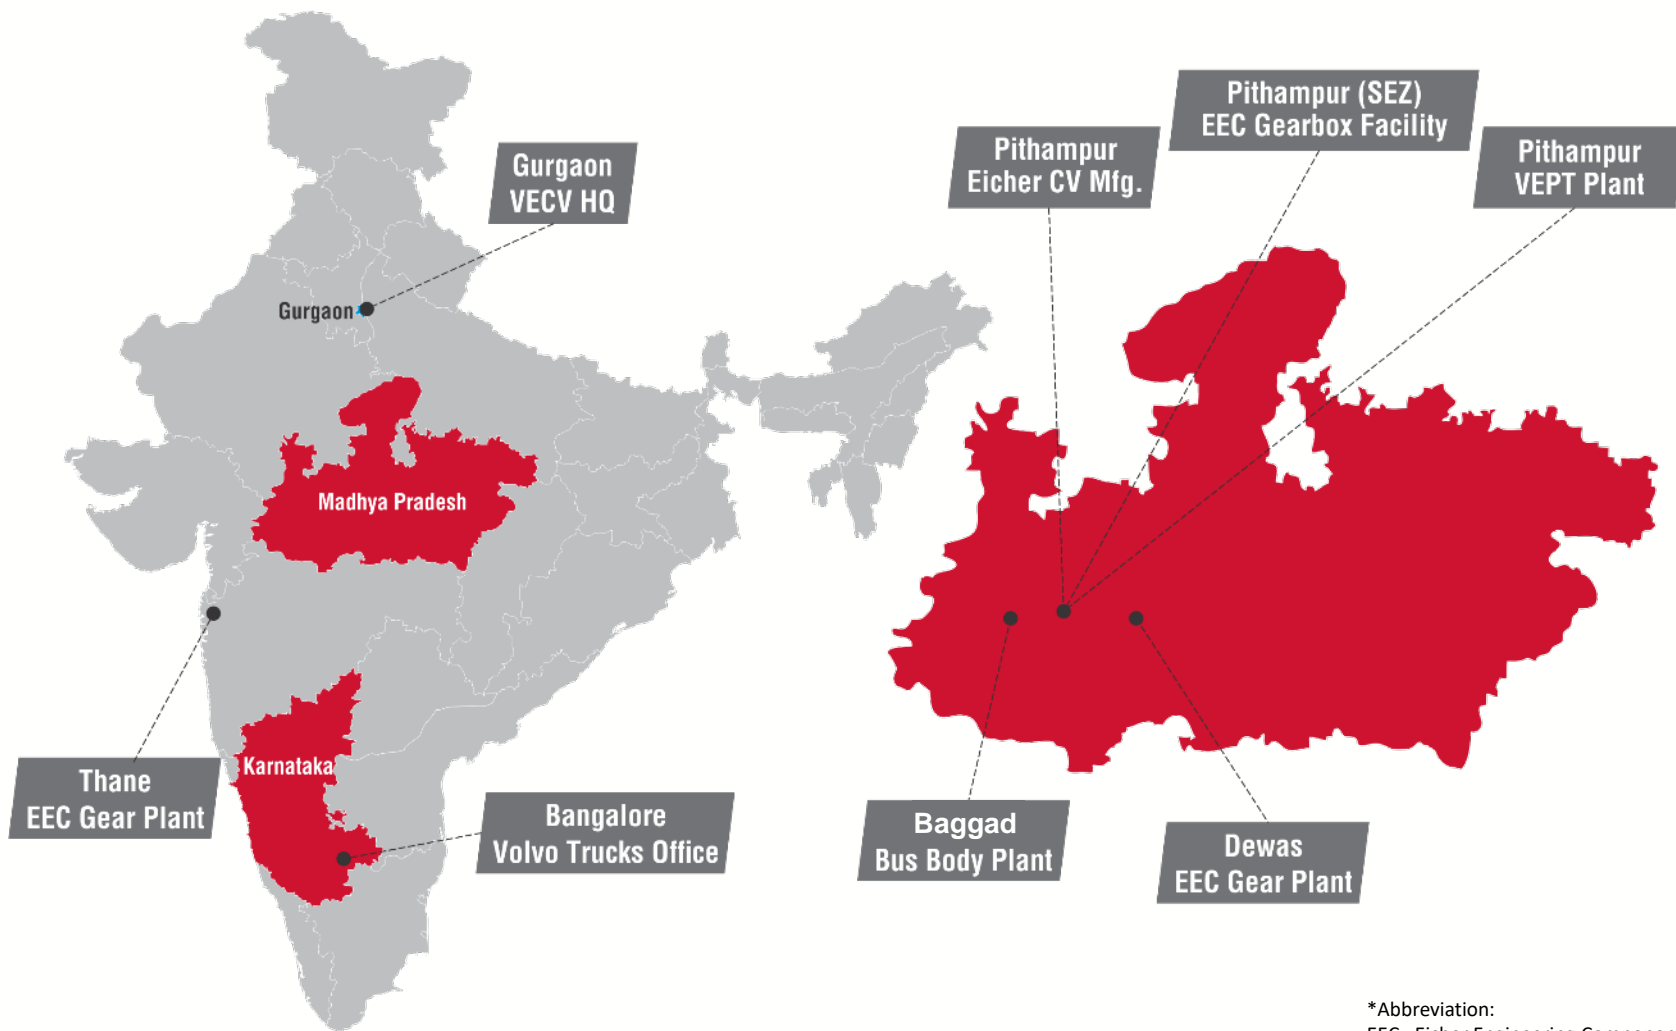 Gurgaon
VECV HQ
Gurgaon
Madhya Pradesh
Karnataka
Thane
EEC Gear Plant
Bangalore
Volvo Trucks Office
Pithampur
Eicher CV Mfg.
Pithampur (SEZ)
EEC Gearbox Facility
Pithampur
VEPT Plant
Baggad
Bus Body Plant
Dewas
EEC Gear Plant
*Abbreviation: